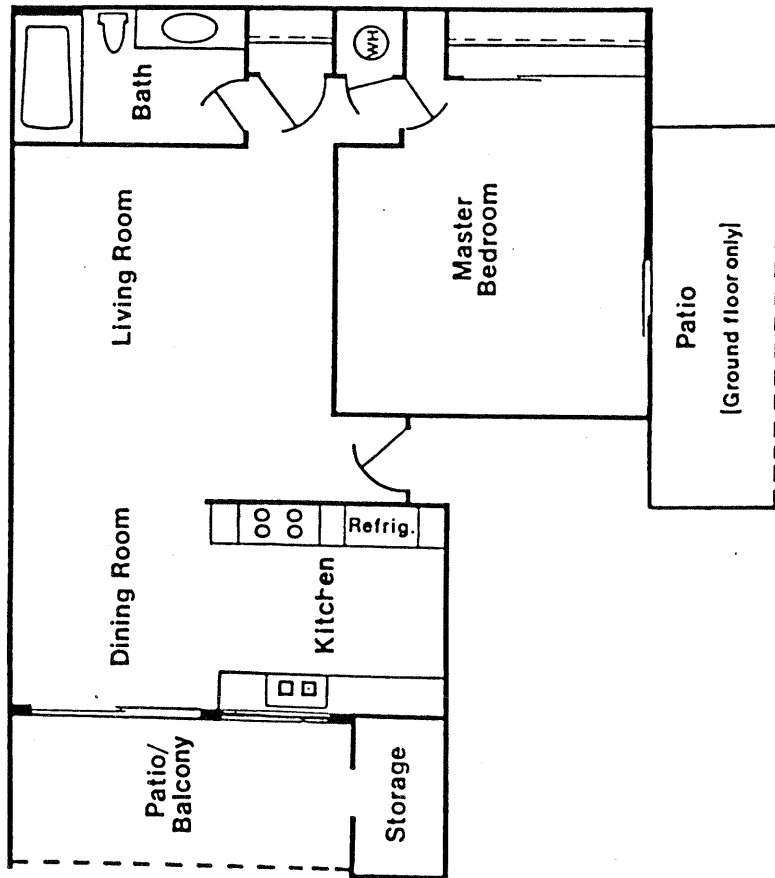 Patio/
Balcony
Storage
Dining Room
Kitchen
Refrig.
Living Room
Bath
WH
Master
Bedroom
Patio
[Ground floor only]